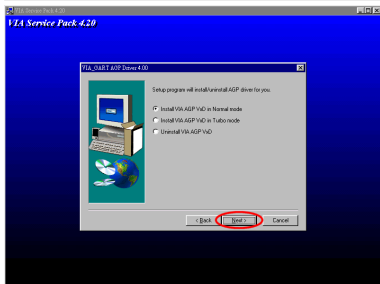 VIA Service Pack 4.20
VIA Service Pack 4.20
VIA_GART AGP Driver 4.00
Setup program will install/uninstall AGP driver for you.
Install VIA AGP VxD in Normal mode
Install VIA AGP VxD in Turbo mode
Uninstall VIA AGP VxD
< Back
Next >
Cancel